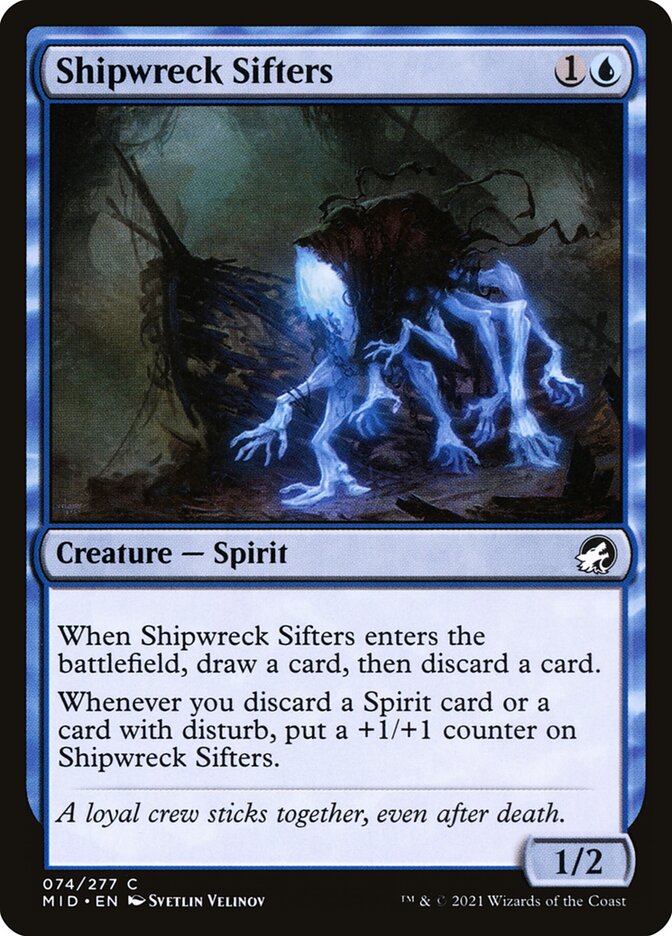 Shipwreck Sifters 1
Creature — Spirit
When Shipwreck Sifters enters the
battlefield, draw a card, then discard a card.
Whenever you discard a Spirit card or a
card with disturb, put a +1/+1 counter on
Shipwreck Sifters.
A loyal crew sticks together, even after death.
1/2
074/277 C
MID • EN Svetlin Velinov
™ & © 2021 Wizards of the Coast